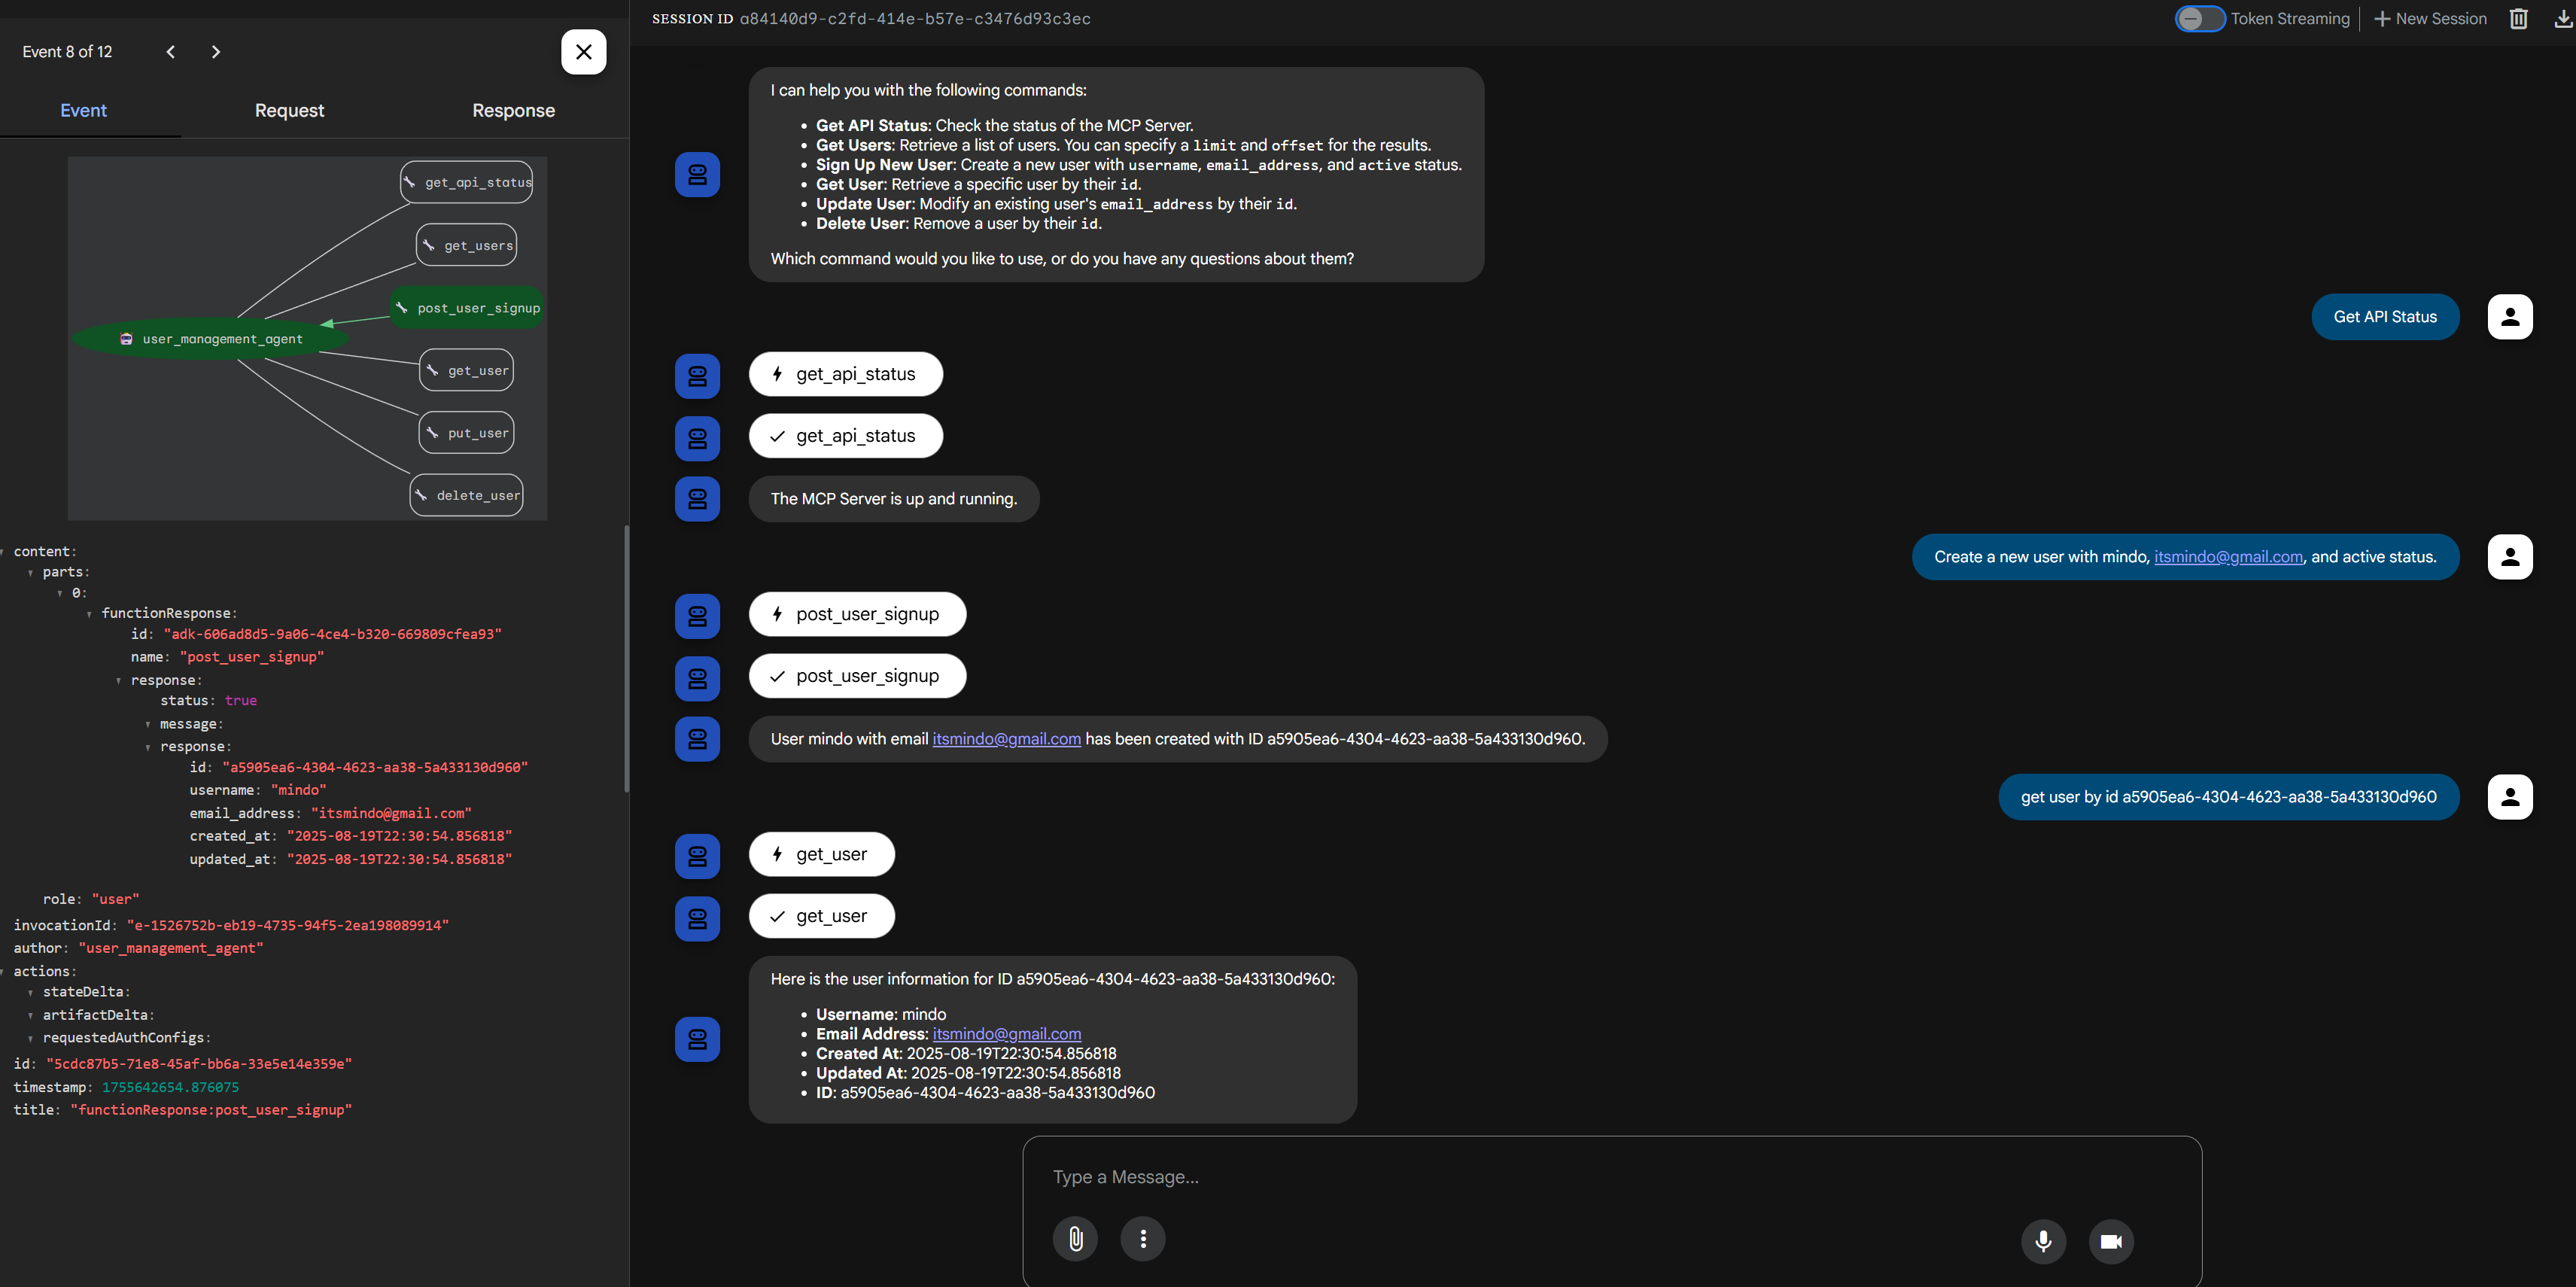 Event 8 of 12
Event
Request
Response
get_api_status
get_users
post_user_signup
user_management_agent
get_user
put_user
delete_user
content:
parts:
0:
functionResponse:
id: "adk-606ad8d5-9a06-4ce4-b320-669809cfea93"
name: "post_user_signup"
response:
status: true
message:
response:
id: "a5905ea6-4304-4623-aa38-5a433130d960"
username: "mindo"
email_address: "itsmindo@gmail.com"
created_at: "2025-08-19T22:30:54.856818"
updated_at: "2025-08-19T22:30:54.856818"
role: "user"
invocationId: "e-1526752b-eb19-4735-94f5-2ea198089914"
author: "user_management_agent"
actions:
stateDelta:
artifactDelta:
requestedAuthConfigs:
id: "5cdc87b5-71e8-45af-bb6a-33e5e14e359e"
timestamp: 1755642654.876075
title: "functionResponse:post_user_signup"
SESSION ID a84140d9-c2fd-414e-b57e-c3476d93c3ec
Token Streaming
New Session
I can help you with the following commands:
• Get API Status: Check the status of the MCP Server.
• Get Users: Retrieve a list of users. You can specify a limit and offset for the results.
• Sign Up New User: Create a new user with username, email_address, and active status.
• Get User: Retrieve a specific user by their id.
• Update User: Modify an existing user's email_address by their id.
• Delete User: Remove a user by their id.
Which command would you like to use, or do you have any questions about them?
Get API Status
get_api_status
get_api_status
The MCP Server is up and running.
Create a new user with mindo, itsmindo@gmail.com, and active status.
post_user_signup
post_user_signup
User mindo with email itsmindo@gmail.com has been created with ID a5905ea6-4304-4623-aa38-5a433130d960.
get user by id a5905ea6-4304-4623-aa38-5a433130d960
get_user
get_user
Here is the user information for ID a5905ea6-4304-4623-aa38-5a433130d960:
• Username: mindo
• Email Address: itsmindo@gmail.com
• Created At: 2025-08-19T22:30:54.856818
• Updated At: 2025-08-19T22:30:54.856818
• ID: a5905ea6-4304-4623-aa38-5a433130d960
Type a Message...